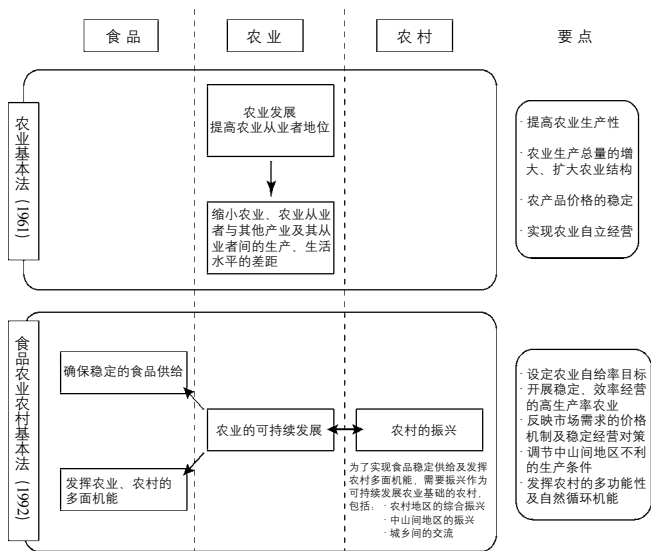 食品
农业
农村
要点
农业基本法（1961）
农业发展
提高农业从业者地位
缩小农业、农业从业
者与其他产业及其从
业者间的生产、生活
水平的差距
· 提高农业生产性
· 农业生产总量的增
大、扩大农业结构
· 农产品价格的稳定
· 实现农业自立经营
食品农业农村基本法（1992）
确保稳定的食品供给
农业的可持续发展
农村的振兴
发挥农业、农村的
多面机能
为了实现食品稳定供给及发挥
农村多面机能，需要振兴作为
可持续发展农业基础的农村，
包括： · 农村地区的综合振兴
· 中山间地区的振兴
· 城乡间的交流
· 设定农业自给率目标
· 开展稳定、效率经营
的高生产率农业
· 反映市场需求的价格
机制及稳定经营对策
· 调节中山间地区不利
的生产条件
· 发挥农村的多功能性
及自然循环机能